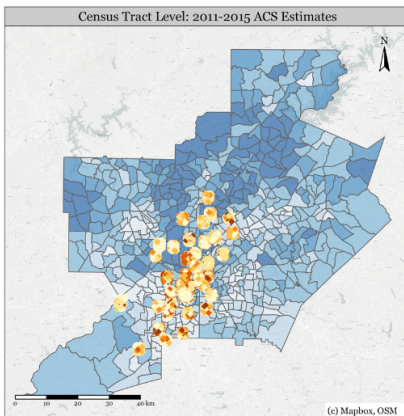 Census Tract Level: 2011-2015 ACS Estimates
N
0 10 20 30 40 km
(c) Mapbox, OSM